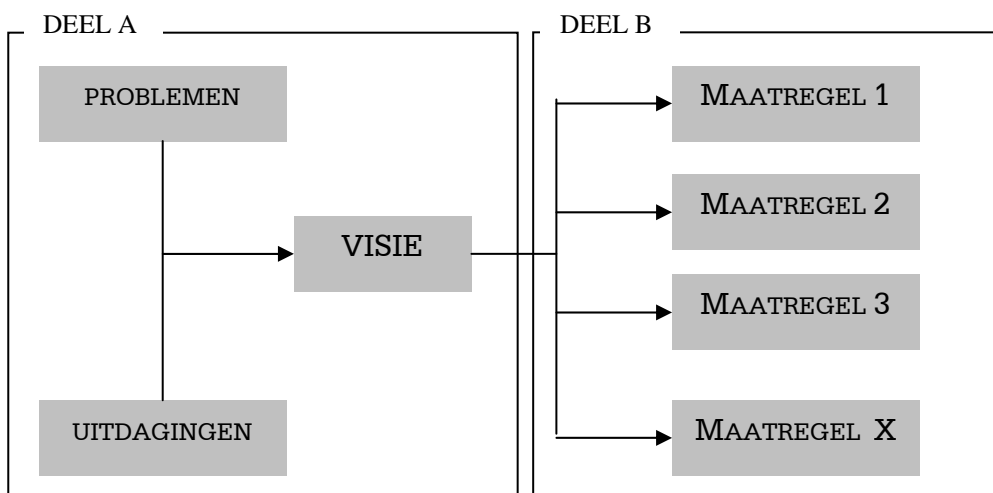 DEEL A
DEEL B
PROBLEMEN
MAATREGEL 1
MAATREGEL 2
VISIE
MAATREGEL 3
UITDAGINGEN
MAATREGEL X